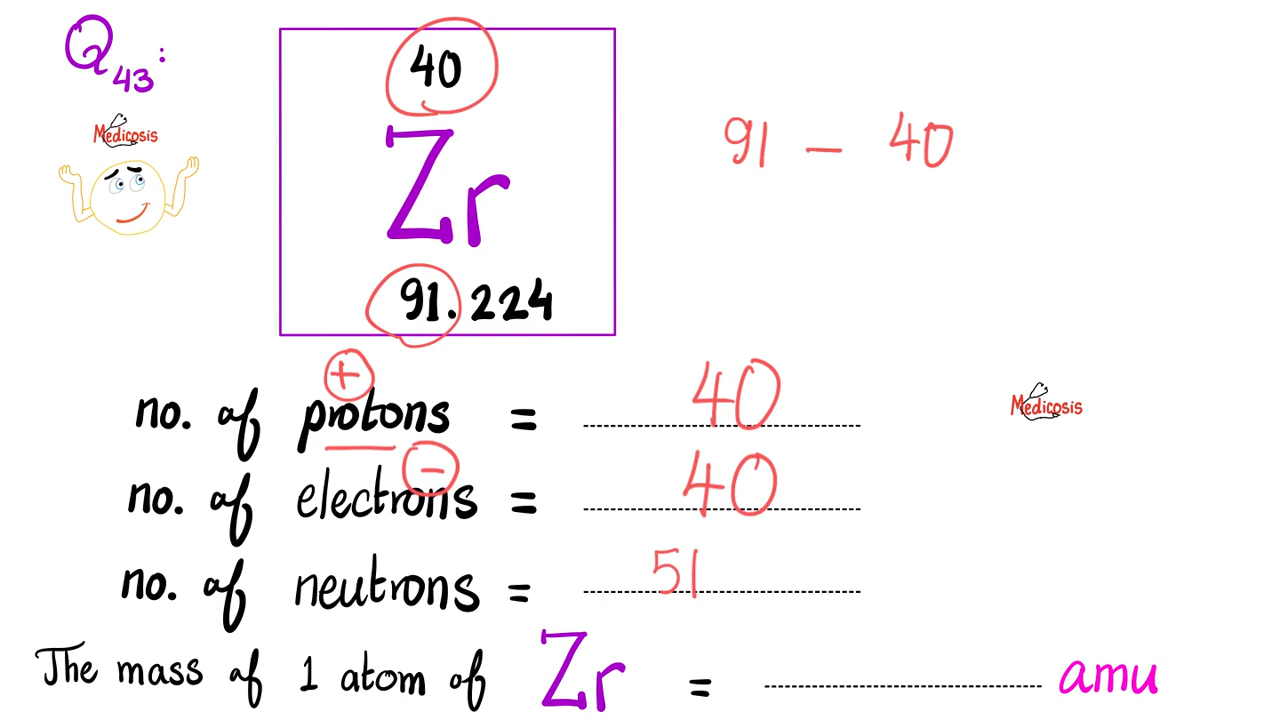 Q43:
Medicosis
40
Zr
91.224
91 - 40
+
no. of protons = 40
-
no. of electrons = 40
no. of neutrons = 51
Medicosis
The mass of 1 atom of Zr = amu